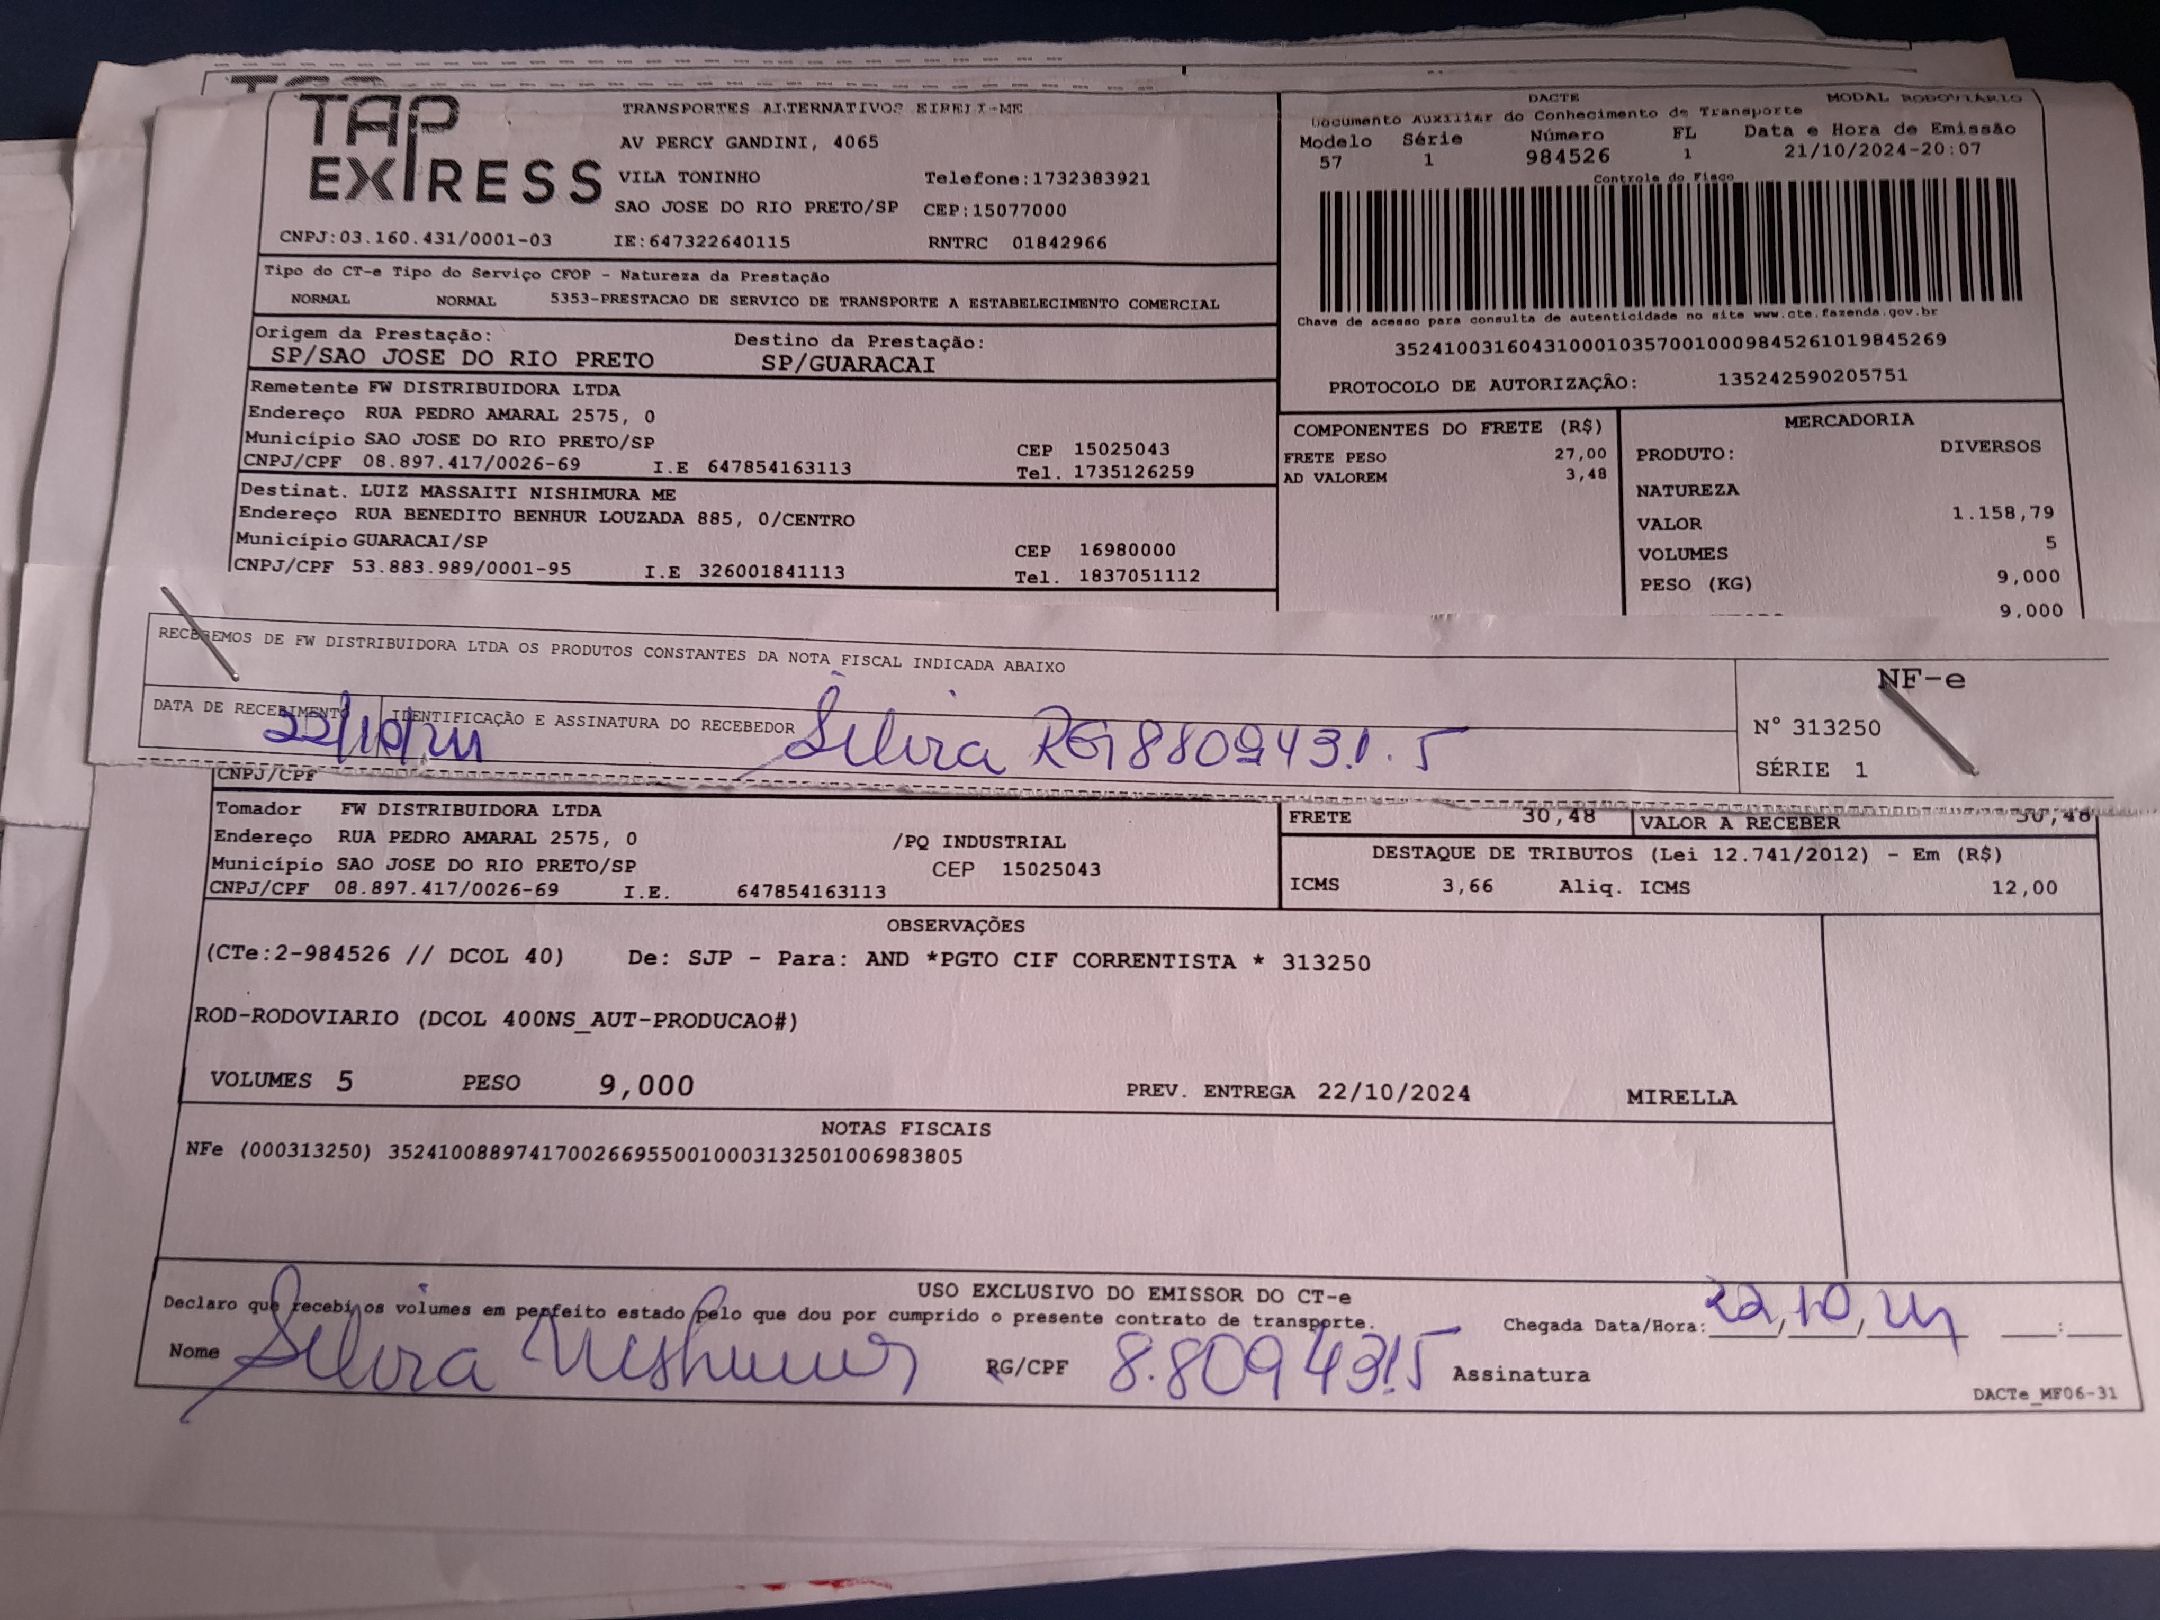 TAP
EXPRESS
TRANSPORTES ALTERNATIVOS EIRELI-ME
AV PERCY GANDINI, 4065
VILA TONINHO Telefone:1732383921
SAO JOSE DO RIO PRETO/SP CEP:15077000
CNPJ:03.160.431/0001-03 IE:647322640115 RNTRC 01842966
DACTE MODAL RODOVIÁRIO
Documento Auxiliar do Conhecimento de Transporte
Modelo Série Número FL Data e Hora de Emissão
57 1 984526 1 21/10/2024-20:07
Controle do Fisco
Chave de acesso para consulta de autenticidade no site www.cte.fazenda.gov.br
35241003160431000103570010009845261019845269
PROTOCOLO DE AUTORIZAÇÃO: 135242590205751
Tipo do CT-e Tipo do Serviço CFOP - Natureza da Prestação
NORMAL NORMAL 5353-PRESTACAO DE SERVICO DE TRANSPORTE A ESTABELECIMENTO COMERCIAL
Origem da Prestação: Destino da Prestação:
SP/SAO JOSE DO RIO PRETO SP/GUARACAI
Remetente FW DISTRIBUIDORA LTDA
Endereço RUA PEDRO AMARAL 2575, 0
Município SAO JOSE DO RIO PRETO/SP CEP 15025043
CNPJ/CPF 08.897.417/0026-69 I.E 647854163113 Tel. 1735126259
Destinat. LUIZ MASSAITI NISHIMURA ME
Endereço RUA BENEDITO BENHUR LOUZADA 885, 0/CENTRO
Município GUARACAI/SP CEP 16980000
CNPJ/CPF 53.883.989/0001-95 I.E 326001841113 Tel. 1837051112
COMPONENTES DO FRETE (R$)
FRETE PESO 27,00
AD VALOREM 3,48
MERCADORIA
PRODUTO: DIVERSOS
NATUREZA
VALOR 1.158,79
VOLUMES 5
PESO (KG) 9,000
9,000
RECEBEMOS DE FW DISTRIBUIDORA LTDA OS PRODUTOS CONSTANTES DA NOTA FISCAL INDICADA ABAIXO
DATA DE RECEBIMENTO IDENTIFICAÇÃO E ASSINATURA DO RECEBEDOR
22/10/24 Silvia RG 8809431.5
NF-e
N° 313250
SÉRIE 1
CNPJ/CPF
Tomador FW DISTRIBUIDORA LTDA
Endereço RUA PEDRO AMARAL 2575, 0 /PQ INDUSTRIAL
Município SAO JOSE DO RIO PRETO/SP CEP 15025043
CNPJ/CPF 08.897.417/0026-69 I.E. 647854163113
FRETE 30,48 VALOR A RECEBER 30,48
DESTAQUE DE TRIBUTOS (Lei 12.741/2012) - Em (R$)
ICMS 3,66 Aliq. ICMS 12,00
OBSERVAÇÕES
(CTe:2-984526 // DCOL 40) De: SJP - Para: AND *PGTO CIF CORRENTISTA * 313250
ROD-RODOVIARIO (DCOL 400NS_AUT-PRODUCAO#)
VOLUMES 5 PESO 9,000 PREV. ENTREGA 22/10/2024 MIRELLA
NOTAS FISCAIS
NFe (000313250) 35241008897417002669550010003132501006983805
USO EXCLUSIVO DO EMISSOR DO CT-e
Declaro que recebi os volumes em perfeito estado pelo que dou por cumprido o presente contrato de transporte.
Chegada Data/Hora: 22,10,24 :
Nome Silvia Nishimura RG/CPF 8.809431.5 Assinatura
DACTe_MF06-31